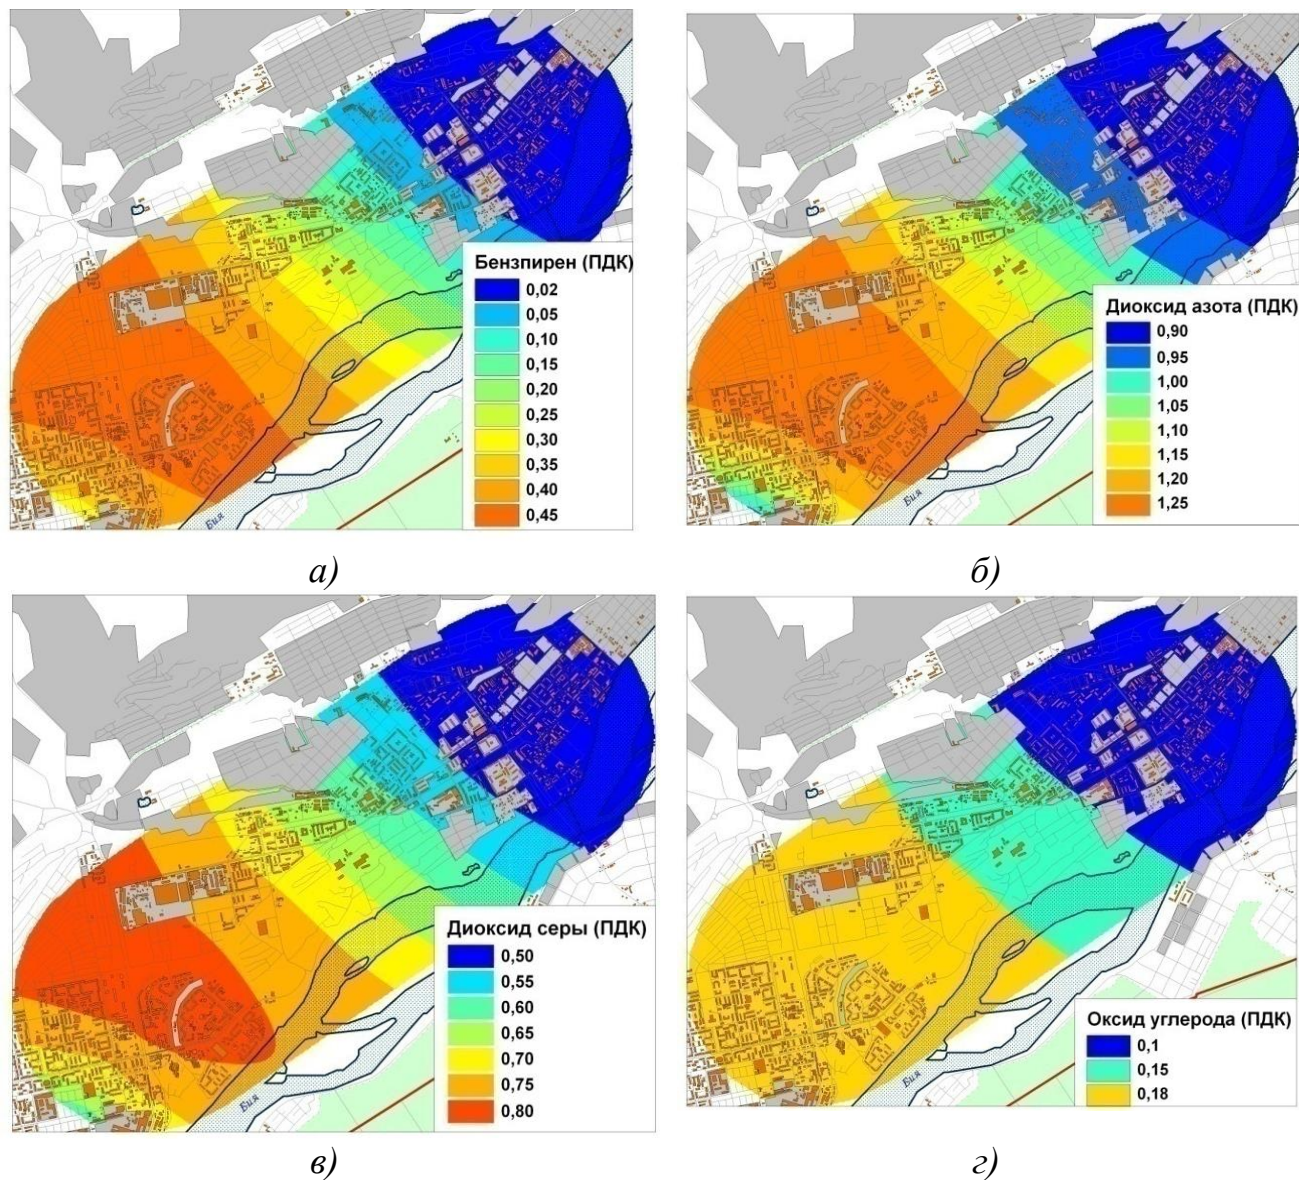 Бензпирен (ПДК)
0,02
0,05
0,10
0,15
0,20
0,25
0,30
0,35
0,40
0,45
Бия
а)
Диоксид азота (ПДК)
0,90
0,95
1,00
1,05
1,10
1,15
1,20
1,25
Бия
б)
Диоксид серы (ПДК)
0,50
0,55
0,60
0,65
0,70
0,75
0,80
Бия
в)
Оксид углерода (ПДК)
0,1
0,15
0,18
Бия
г)